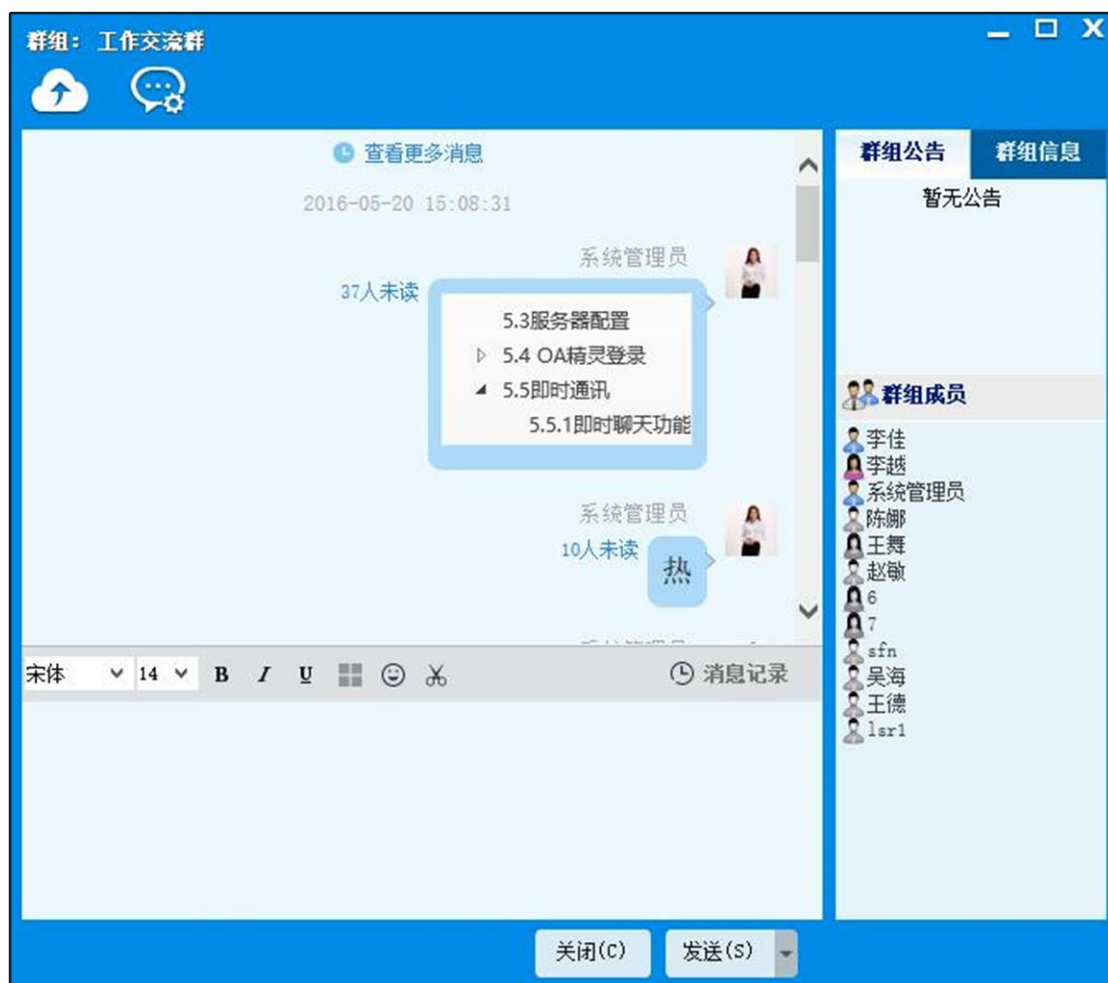 群组: 工作交流群
查看更多消息
2016-05-20 15:08:31
系统管理员
37人未读
5.3服务器配置
5.4 OA精灵登录
5.5即时通讯
5.5.1即时聊天功能
系统管理员
10人未读
热
宋体 14 B I U 消息记录
关闭(C) 发送(S)
群组公告 群组信息
暂无公告
群组成员
李佳
李越
系统管理员
陈娜
王舞
赵敏
6
7
sfn
吴海
王德
lsr1